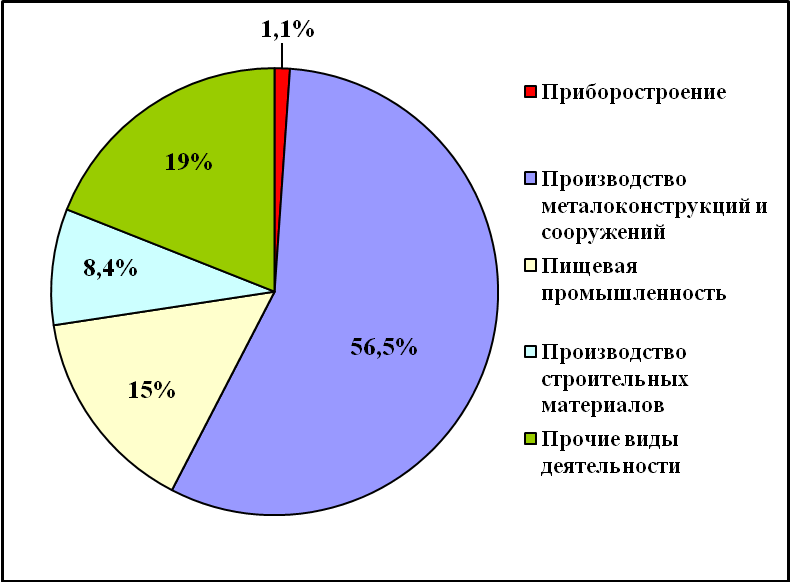 1,1%
19%
8,4%
15%
56,5%
Приборостроение
Производство
металоконструкций и
сооружений
Пищевая
промышленность
Производство
строительных
материалов
Прочие виды
деятельности